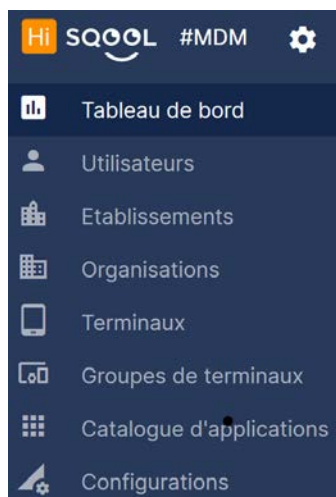 Hi SQOOL #MDM
Tableau de bord
Utilisateurs
Etablissements
Organisations
Terminaux
Groupes de terminaux
Catalogue d'applications
Configurations